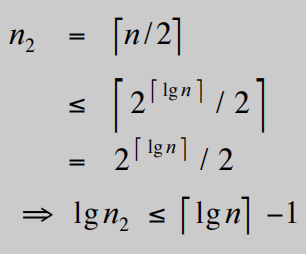 n₂ = ⌈n/2⌉
≤ ⌈2^⌈lg n⌉ / 2⌉
= 2^⌈lg n⌉ / 2
⇒ lg n₂ ≤ ⌈lg n⌉ −1